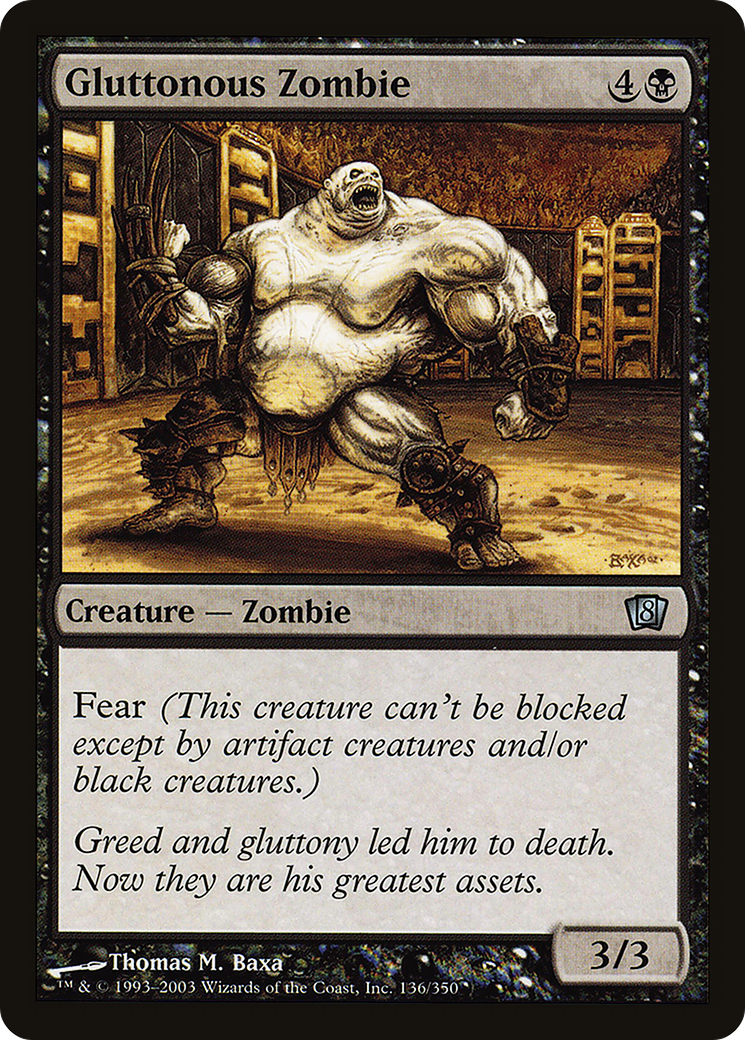 Gluttonous Zombie 4
BAXA 02.
Creature — Zombie 8
Fear (This creature can't be blocked
except by artifact creatures and/or
black creatures.)
Greed and gluttony led him to death.
Now they are his greatest assets.
3/3
Thomas M. Baxa
™ & © 1993–2003 Wizards of the Coast, Inc. 136/350